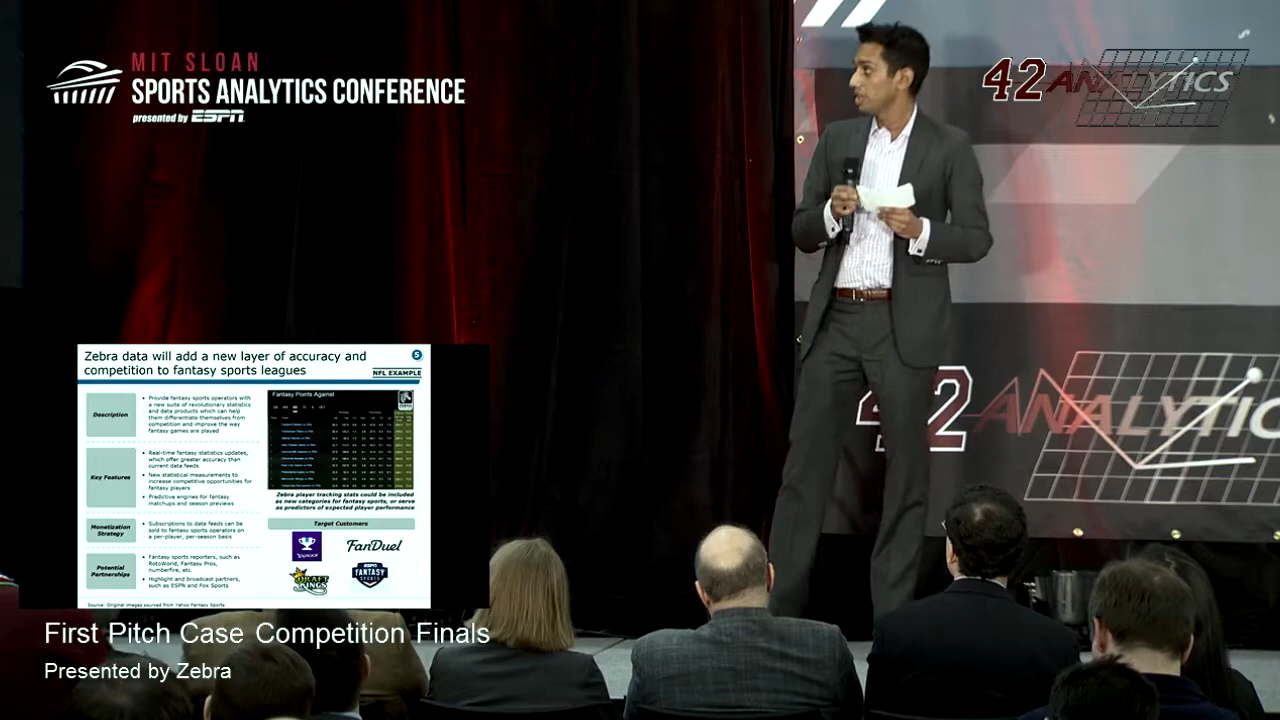 MIT SLOAN
SPORTS ANALYTICS CONFERENCE
presented by ESPN
42 ANALYTICS
Zebra data will add a new layer of accuracy and
competition to fantasy sports leagues
5
NFL EXAMPLE
Description
• Provide fantasy sports operators with
a new suite of revolutionary statistics
and data products which can help
them differentiate themselves from
competition and improve the way
fantasy games are played
Key Features
• Real-time fantasy statistics updates,
which offer greater accuracy than
current data feeds
• New statistical measurements to
increase competitive opportunities for
fantasy players
• Predictive engines for fantasy
matchups and season previews
Monetization
Strategy
• Subscriptions to data feeds can be
sold to fantasy sports operators on
a per-player, per-season basis
Potential
Partnerships
• Fantasy sports reporters, such as
RotoWorld, Fantasy Pros,
numberfire, etc.
• Highlight and broadcast partners,
such as ESPN and Fox Sports
Fantasy Points Against
Zebra player tracking stats could be included
as new categories for fantasy sports, or serve
as predictors of expected player performance
Target Customers
YAHOO!
FanDuel
DRAFT
KINGS
ESPN
FANTASY
SPORTS
Source: Original images sourced from Yahoo Fantasy Sports
42 ANALYTIC
First Pitch Case Competition Finals
Presented by Zebra